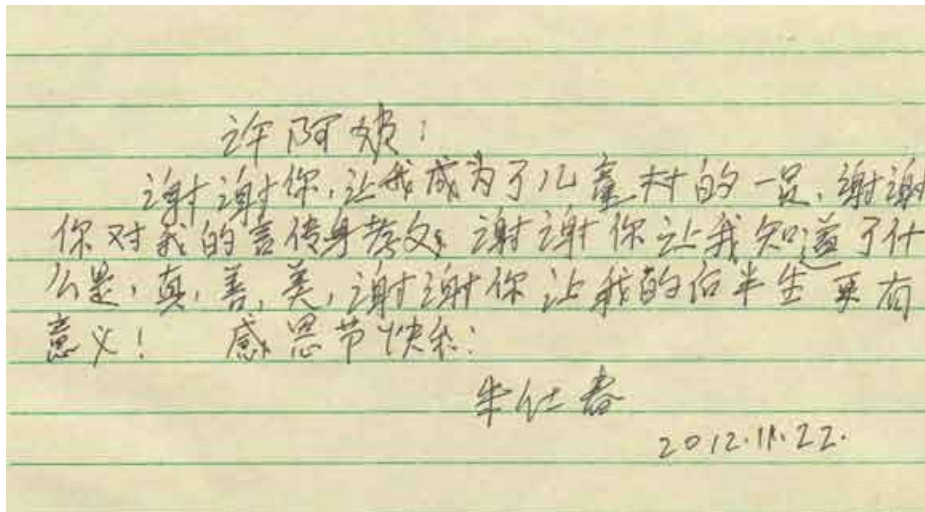 许阿姨:
谢谢你,让我成为了儿童村的一员,谢谢
你对我的言传身教,谢谢你让我知道了什
么是,真,善,美,谢谢你让我的后半生更有
意义! 感恩节快乐:
朱仕春
2012.11.22.